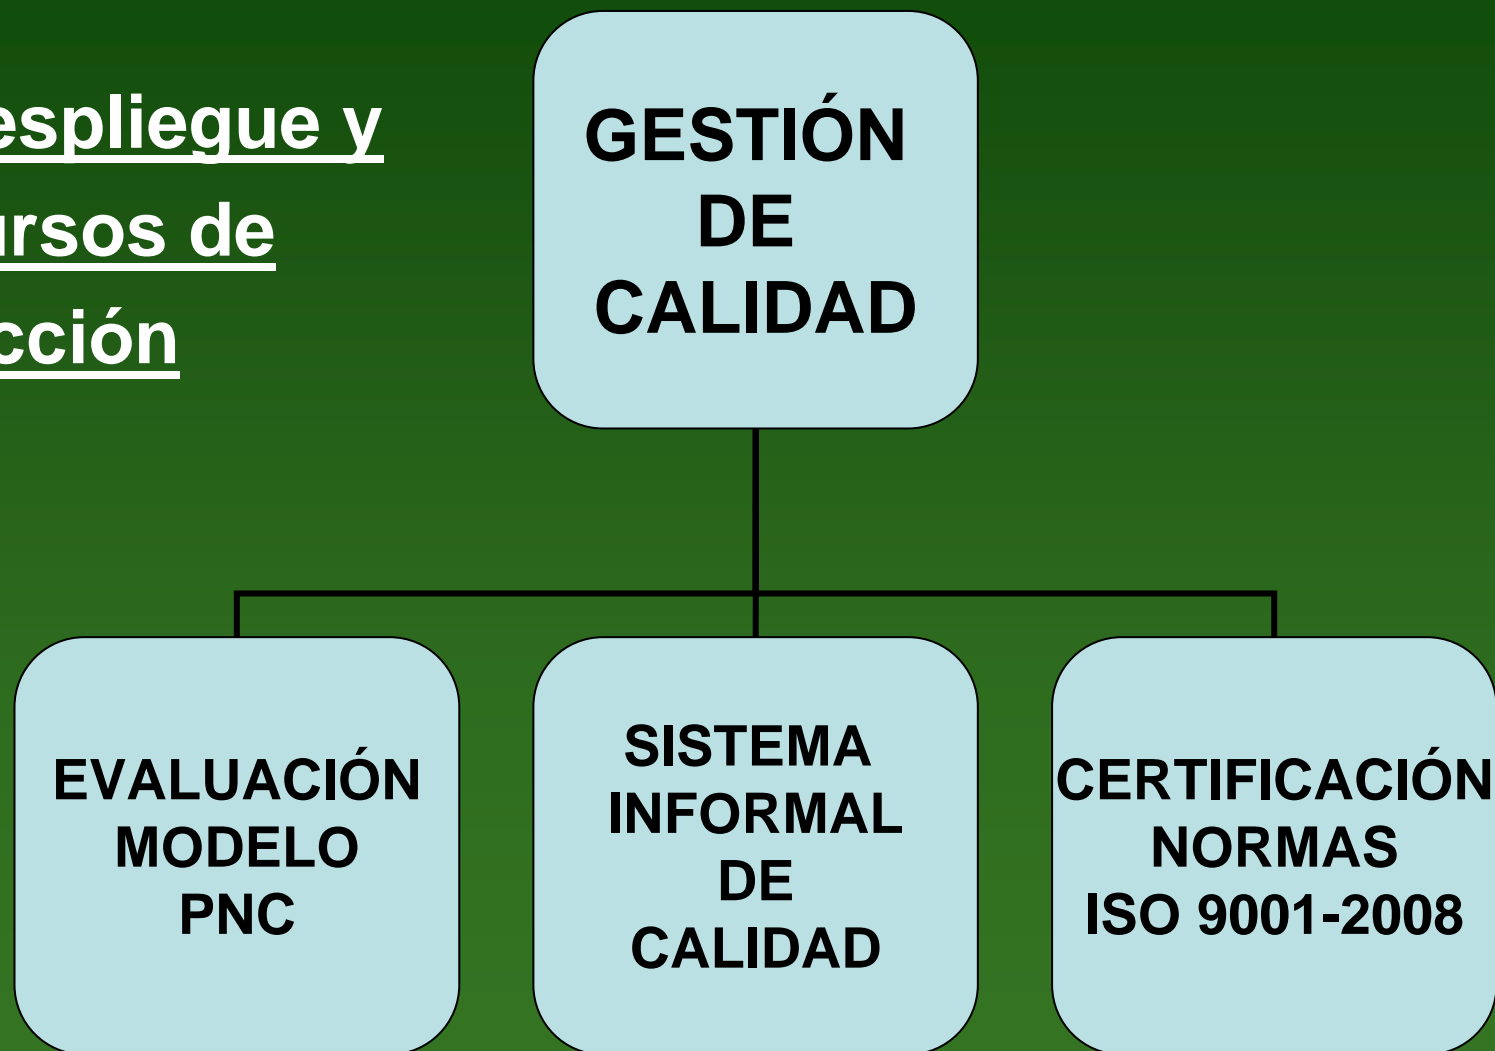 espliegue y
ursos de
cción
GESTIÓN
DE
CALIDAD
EVALUACIÓN
MODELO
PNC
SISTEMA
INFORMAL
DE
CALIDAD
CERTIFICACIÓN
NORMAS
ISO 9001-2008